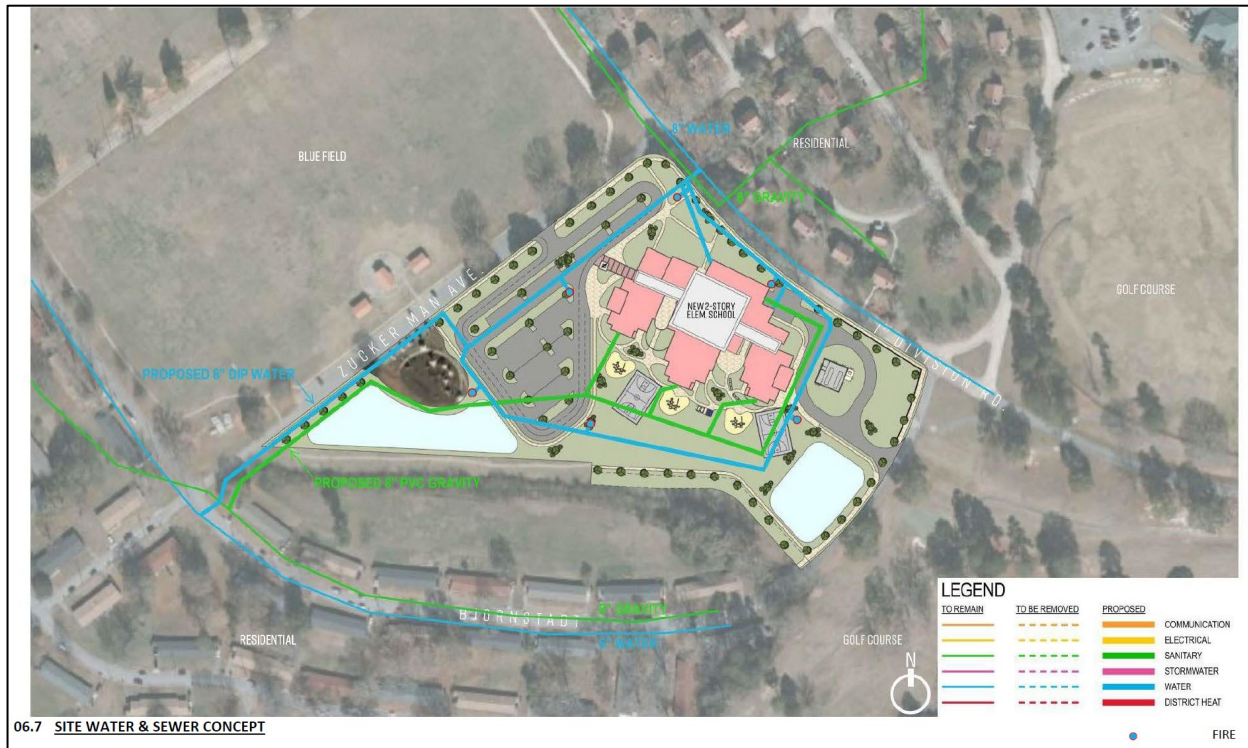 8" WATER
RESIDENTIAL
BLUE FIELD
8" GRAVITY
ZUCKER MAN AVE.
NEW 2-STORY
ELEM. SCHOOL
GOLF COURSE
1ST DIVISION RD.
PROPOSED 8" DIP WATER
PROPOSED 8" PVC GRAVITY
BJORNSTADT
GRAVITY
WATER
RESIDENTIAL
GOLF COURSE
N
LEGEND
TO REMAIN TO BE REMOVED PROPOSED
COMMUNICATION
ELECTRICAL
SANITARY
STORMWATER
WATER
DISTRICT HEAT
FIRE
06.7 SITE WATER & SEWER CONCEPT